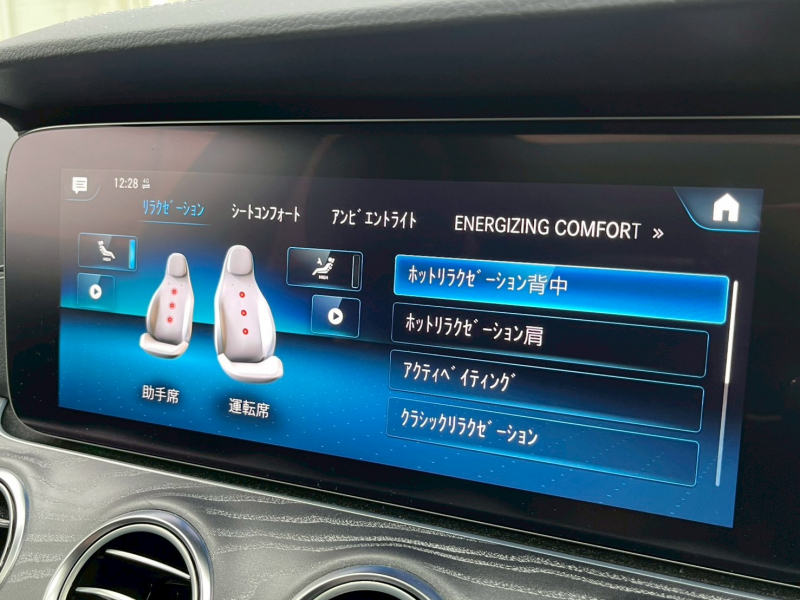 12:28 4G
ﾘﾗｸｾﾞｰｼｮﾝ ｼｰﾄｺﾝﾌｫｰﾄ ｱﾝﾋﾞｴﾝﾄﾗｲﾄ ENERGIZING COMFORT »
HIGH HIGH
ﾎｯﾄﾘﾗｸｾﾞｰｼｮﾝ背中
ﾎｯﾄﾘﾗｸｾﾞｰｼｮﾝ肩
ｱｸﾃｨﾍﾞｲﾃｨﾝｸﾞ
ｸﾗｼｯｸﾘﾗｸｾﾞｰｼｮﾝ
助手席 運転席